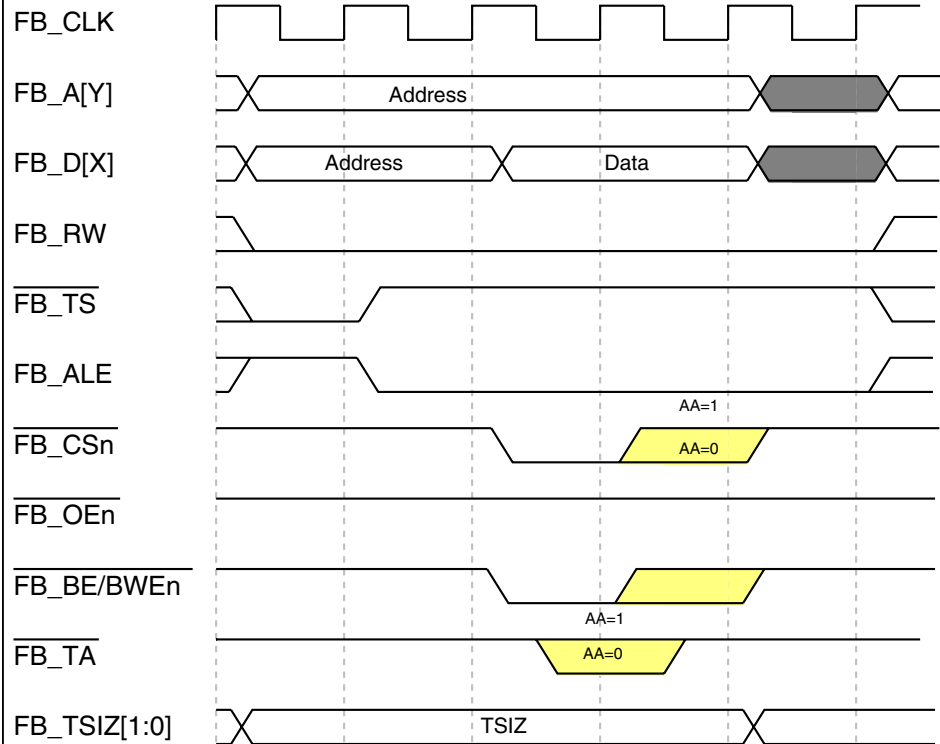 FB_CLK
FB_A[Y]
Address
FB_D[X]
Address
Data
FB_RW
FB_TS
FB_ALE
AA=1
FB_CSn
AA=0
FB_OEn
FB_BE/BWEn
AA=1
FB_TA
AA=0
FB_TSIZ[1:0]
TSIZ